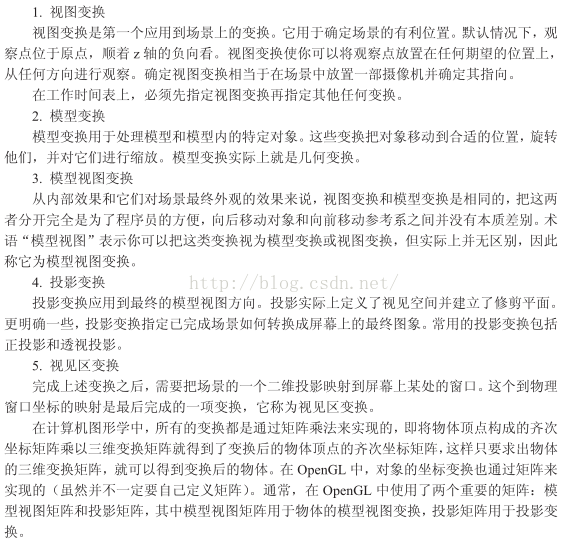 1. 视图变换
视图变换是第一个应用到场景上的变换。它用于确定场景的有利位置。默认情况下，观
察点位于原点，顺着 z 轴的负向看。视图变换使你可以将观察点放置在任何期望的位置上，
从任何方向进行观察。确定视图变换相当于在场景中放置一部摄像机并确定其指向。
在工作时间表上，必须先指定视图变换再指定其他任何变换。
2. 模型变换
模型变换用于处理模型和模型内的特定对象。这些变换把对象移动到合适的位置，旋转
他们，并对它们进行缩放。模型变换实际上就是几何变换。
3. 模型视图变换
从内部效果和它们对场景最终外观的效果来说，视图变换和模型变换是相同的，把这两
者分开完全是为了程序员的方便，向后移动对象和向前移动参考系之间并没有本质差别。术
语“模型视图”表示你可以把这类变换视为模型变换或视图变换，但实际上并无区别，因此
称它为模型视图变换。
http://blog.csdn.net/
4. 投影变换
投影变换应用到最终的模型视图方向。投影实际上定义了视见空间并建立了修剪平面。
更明确一些，投影变换指定已完成场景如何转换成屏幕上的最终图象。常用的投影变换包括
正投影和透视投影。
5. 视见区变换
完成上述变换之后，需要把场景的一个二维投影映射到屏幕上某处的窗口。这个到物理
窗口坐标的映射是最后完成的一项变换，它称为视见区变换。
在计算机图形学中，所有的变换都是通过矩阵乘法来实现的，即将物体顶点构成的齐次
坐标矩阵乘以三维变换矩阵就得到了变换后的物体顶点的齐次坐标矩阵，这样只要求出物体
的三维变换矩阵，就可以得到变换后的物体。在 OpenGL 中，对象的坐标变换也通过矩阵来
实现的（虽然并不一定要自己定义矩阵）。通常，在 OpenGL 中使用了两个重要的矩阵：模
型视图矩阵和投影矩阵，其中模型视图矩阵用于物体的模型视图变换，投影矩阵用于投影变
换。